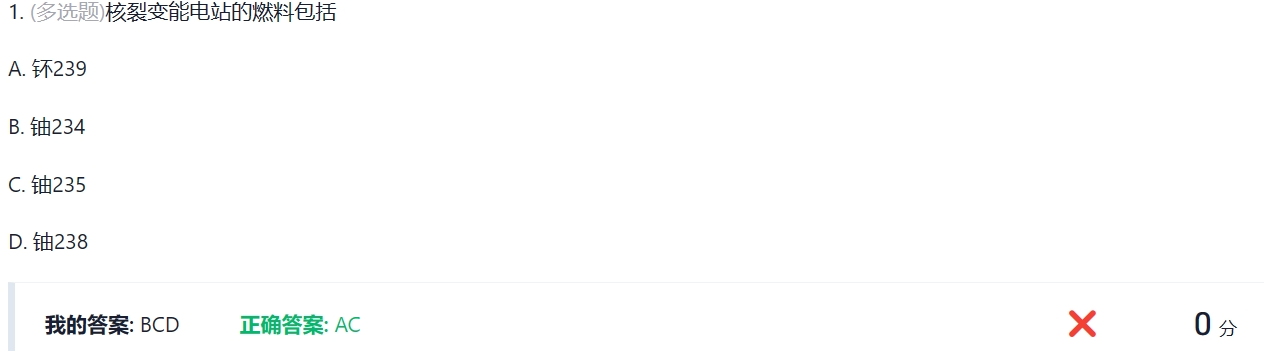 1. (多选题)核裂变能电站的燃料包括
A. 钚239
B. 铀234
C. 铀235
D. 铀238
我的答案: BCD 正确答案: AC 0 分